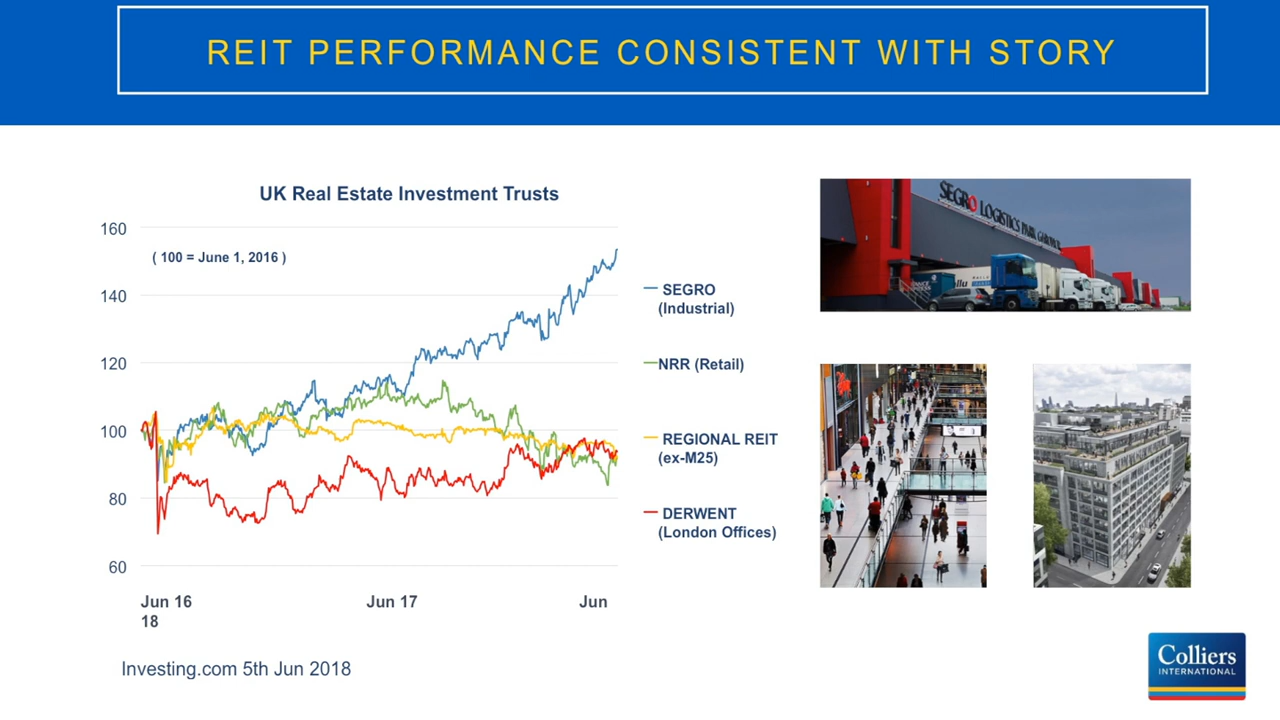 REIT PERFORMANCE CONSISTENT WITH STORY
UK Real Estate Investment Trusts
160
( 100 = June 1, 2016 )
140
120
100
80
60
Jun 16
Jun 17
Jun
18
SEGRO
(Industrial)
NRR (Retail)
REGIONAL REIT
(ex-M25)
DERWENT
(London Offices)
SEGRO LOGISTICS PARK
Investing.com 5th Jun 2018
Colliers
INTERNATIONAL